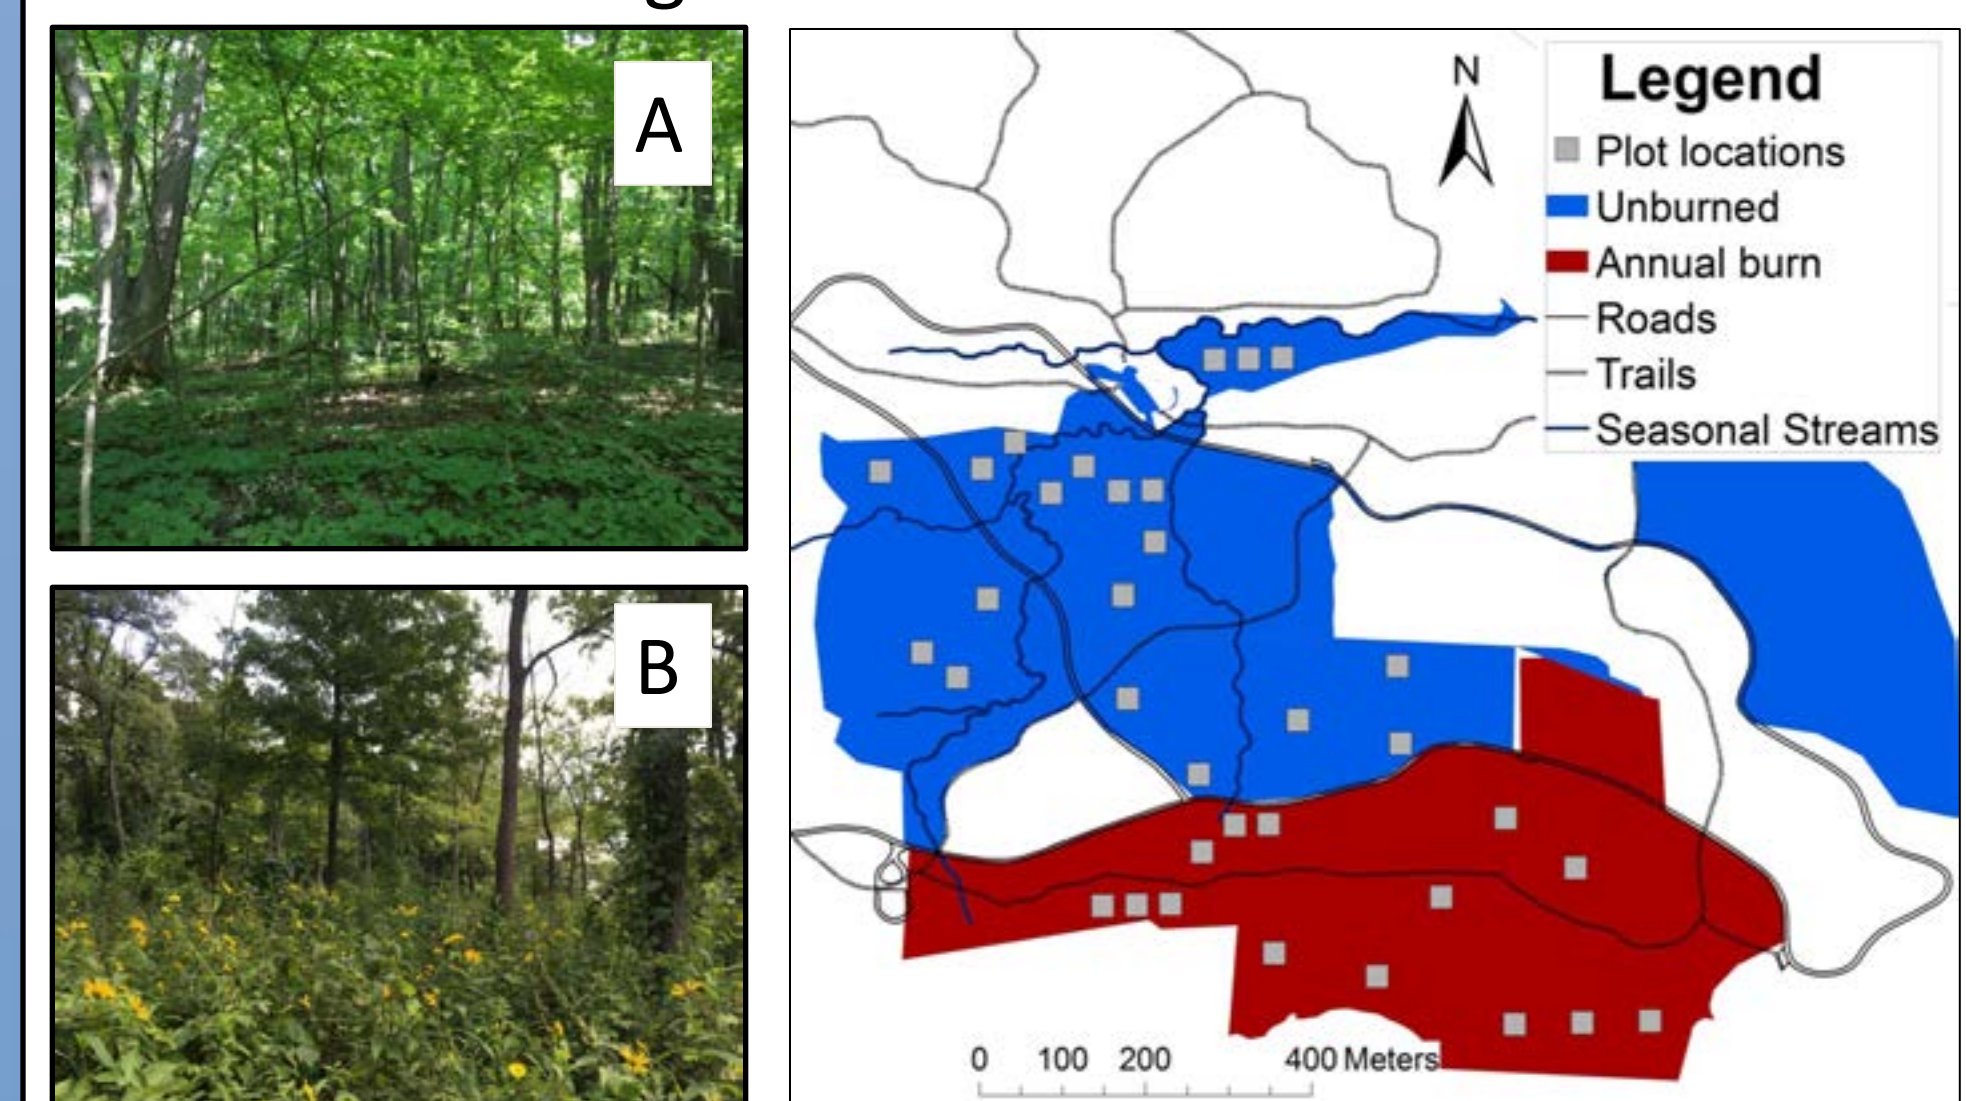 A
B
N
Legend
Plot locations
Unburned
Annual burn
Roads
Trails
Seasonal Streams
0 100 200 400 Meters